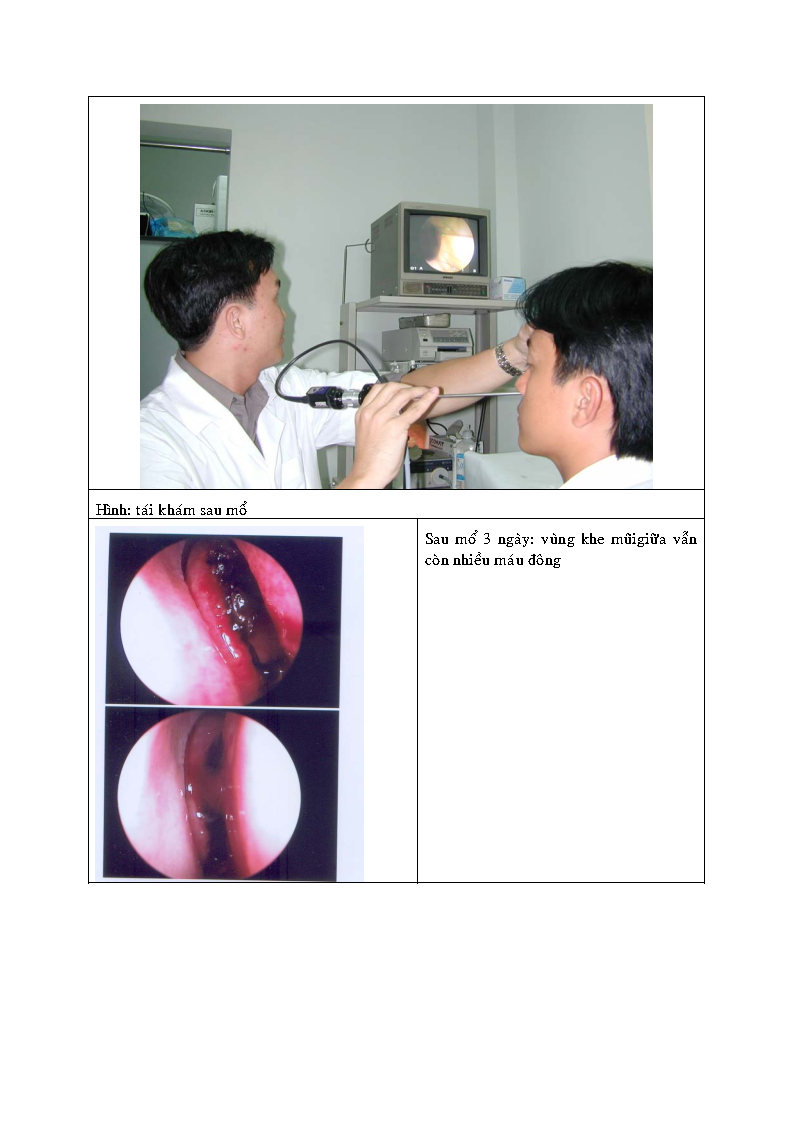 Hình: tái khám sau mổ
Sau mổ 3 ngày: vùng khe mũigiữa vẫn
còn nhiều máu đông